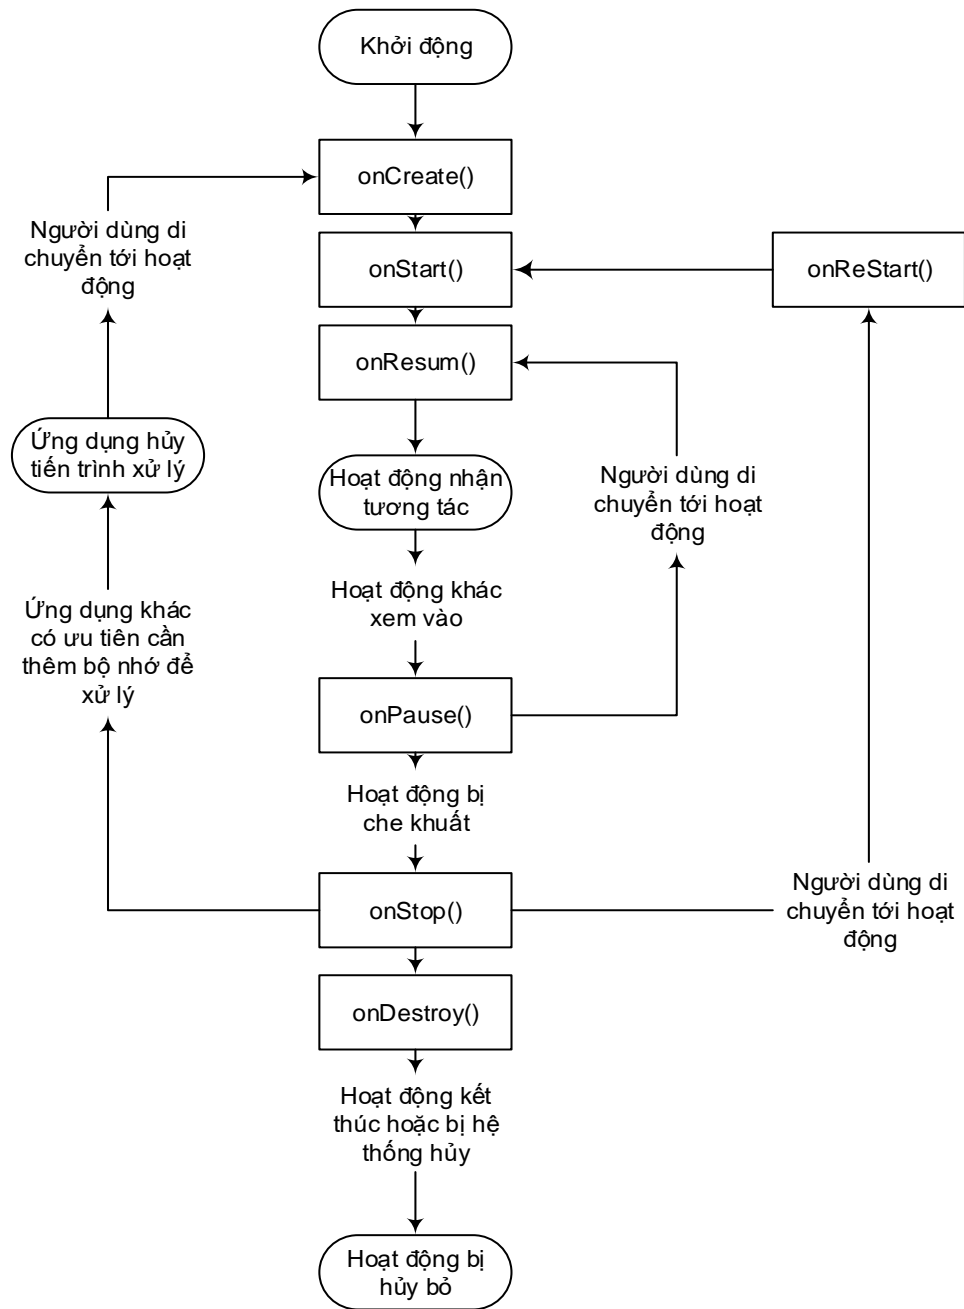 Khởi động
onCreate()
Người dùng di
chuyển tới hoạt
động
onStart()
onReStart()
onResum()
Ứng dụng hủy
tiến trình xử lý
Hoạt động nhận
tương tác
Người dùng di
chuyển tới hoạt
động
Hoạt động khác
xem vào
Ứng dụng khác
có ưu tiên cần
thêm bộ nhớ để
xử lý
onPause()
Hoạt động bị
che khuất
onStop()
Người dùng di
chuyển tới hoạt
động
onDestroy()
Hoạt động kết
thúc hoặc bị hệ
thống hủy
Hoạt động bị
hủy bỏ